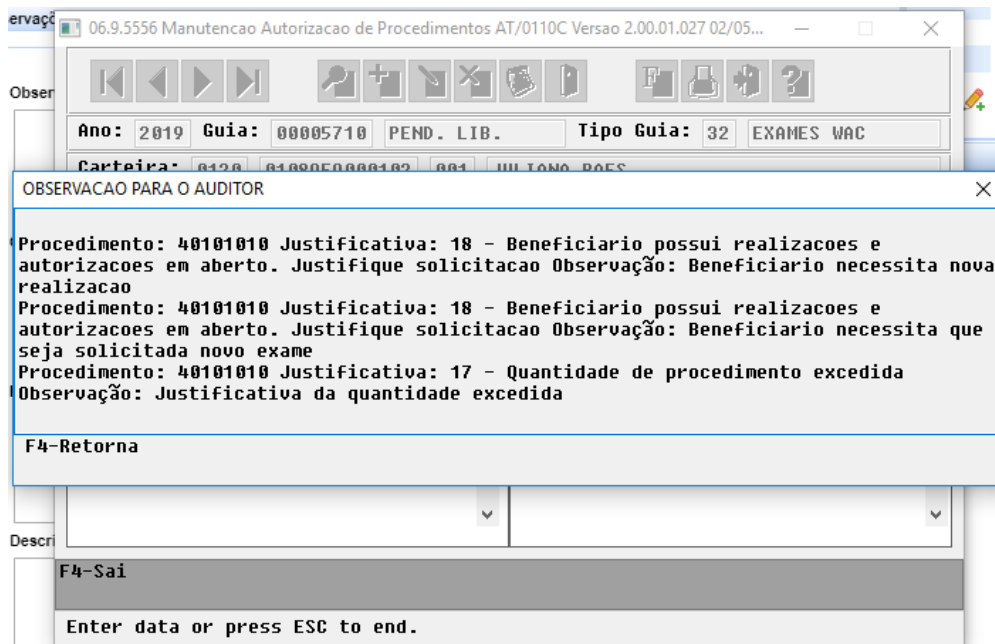 ervaçõ
06.9.5556 Manutencao Autorizacao de Procedimentos AT/0110C Versao 2.00.01.027 02/05...
Obser
Ano: 2019 Guia: 00005710 PEND. LIB. Tipo Guia: 32 EXAMES WAC
Carteira: 0120 001
OBSERVACAO PARA O AUDITOR
Procedimento: 40101010 Justificativa: 18 - Beneficiario possui realizacoes e
autorizacoes em aberto. Justifique solicitacao Observação: Beneficiario necessita nova
realizacao
Procedimento: 40101010 Justificativa: 18 - Beneficiario possui realizacoes e
autorizacoes em aberto. Justifique solicitacao Observação: Beneficiario necessita que
seja solicitada novo exame
Procedimento: 40101010 Justificativa: 17 - Quantidade de procedimento excedida
Observação: Justificativa da quantidade excedida
F4-Retorna
Descri
F4-Sai
Enter data or press ESC to end.